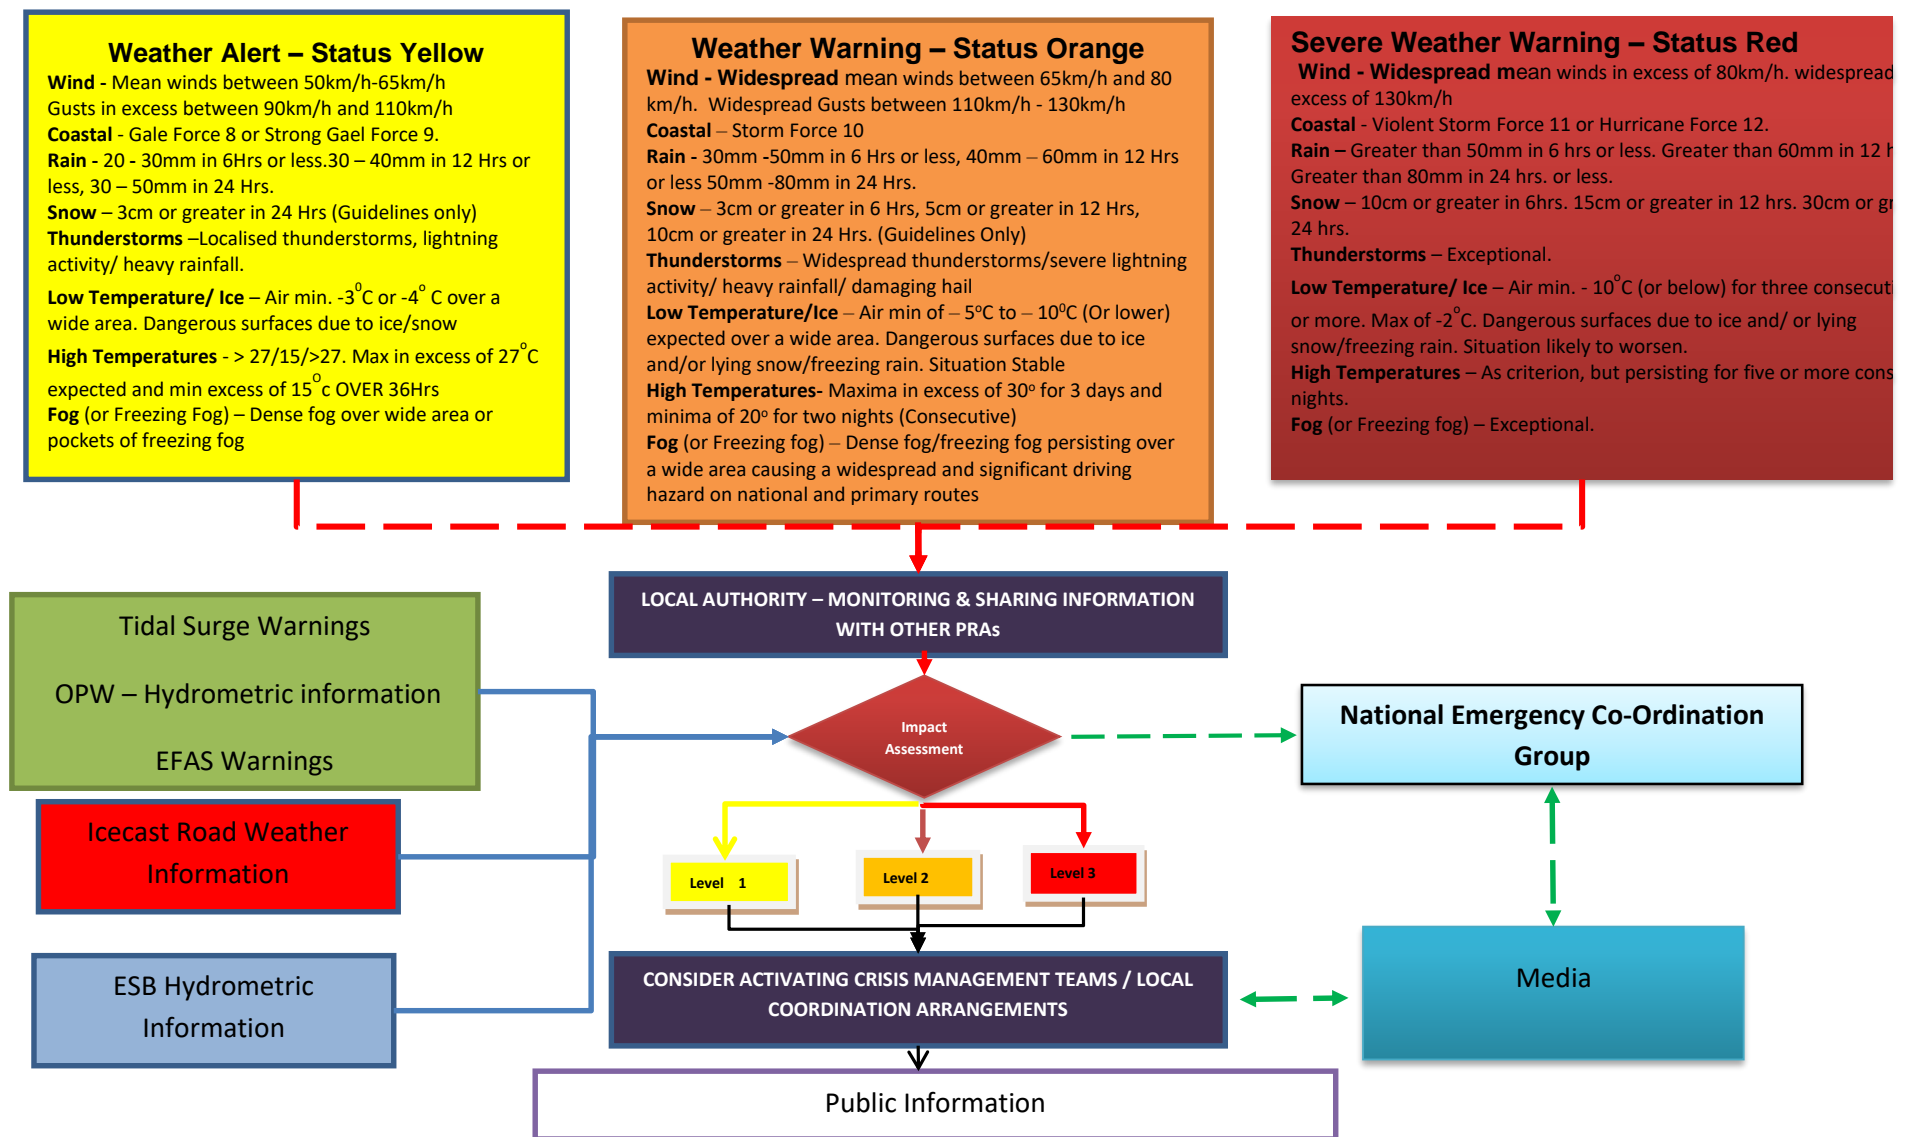 Weather Alert – Status Yellow
Wind - Mean winds between 50km/h-65km/h
Gusts in excess between 90km/h and 110km/h
Coastal - Gale Force 8 or Strong Gael Force 9.
Rain - 20 - 30mm in 6Hrs or less.30 – 40mm in 12 Hrs or
less, 30 – 50mm in 24 Hrs.
Snow – 3cm or greater in 24 Hrs (Guidelines only)
Thunderstorms –Localised thunderstorms, lightning
activity/ heavy rainfall.
Low Temperature/ Ice – Air min. -3⁰C or -4° C over a
wide area. Dangerous surfaces due to ice/snow
High Temperatures - > 27/15/>27. Max in excess of 27°C
expected and min excess of 15°c OVER 36Hrs
Fog (or Freezing Fog) – Dense fog over wide area or
pockets of freezing fog
Weather Warning – Status Orange
Wind - Widespread mean winds between 65km/h and 80
km/h. Widespread Gusts between 110km/h - 130km/h
Coastal – Storm Force 10
Rain - 30mm -50mm in 6 Hrs or less, 40mm – 60mm in 12 Hrs
or less 50mm -80mm in 24 Hrs.
Snow – 3cm or greater in 6 Hrs, 5cm or greater in 12 Hrs,
10cm or greater in 24 Hrs. (Guidelines Only)
Thunderstorms – Widespread thunderstorms/severe lightning
activity/ heavy rainfall/ damaging hail
Low Temperature/Ice – Air min of – 5°C to – 10⁰C (Or lower)
expected over a wide area. Dangerous surfaces due to ice
and/or lying snow/freezing rain. Situation Stable
High Temperatures- Maxima in excess of 30° for 3 days and
minima of 20° for two nights (Consecutive)
Fog (or Freezing fog) – Dense fog/freezing fog persisting over
a wide area causing a widespread and significant driving
hazard on national and primary routes
Severe Weather Warning – Status Red
Wind - Widespread mean winds in excess of 80km/h. widespread
excess of 130km/h
Coastal - Violent Storm Force 11 or Hurricane Force 12.
Rain – Greater than 50mm in 6 hrs or less. Greater than 60mm in 12
Greater than 80mm in 24 hrs. or less.
Snow – 10cm or greater in 6hrs. 15cm or greater in 12 hrs. 30cm or
24 hrs.
Thunderstorms – Exceptional.
Low Temperature/ Ice – Air min. - 10°C (or below) for three
or more. Max of -2°C. Dangerous surfaces due to ice and/ or lying
snow/freezing rain. Situation likely to worsen.
High Temperatures – As criterion, but persisting for five or more
nights.
Fog (or Freezing fog) – Exceptional.
LOCAL AUTHORITY – MONITORING & SHARING INFORMATION
WITH OTHER PRAs
Tidal Surge Warnings
OPW – Hydrometric information
EFAS Warnings
Impact
Assessment
National Emergency Co-Ordination
Group
Icecast Road Weather
Information
Level 1
Level 2
Level 3
ESB Hydrometric
Information
CONSIDER ACTIVATING CRISIS MANAGEMENT TEAMS / LOCAL
COORDINATION ARRANGEMENTS
Media
Public Information